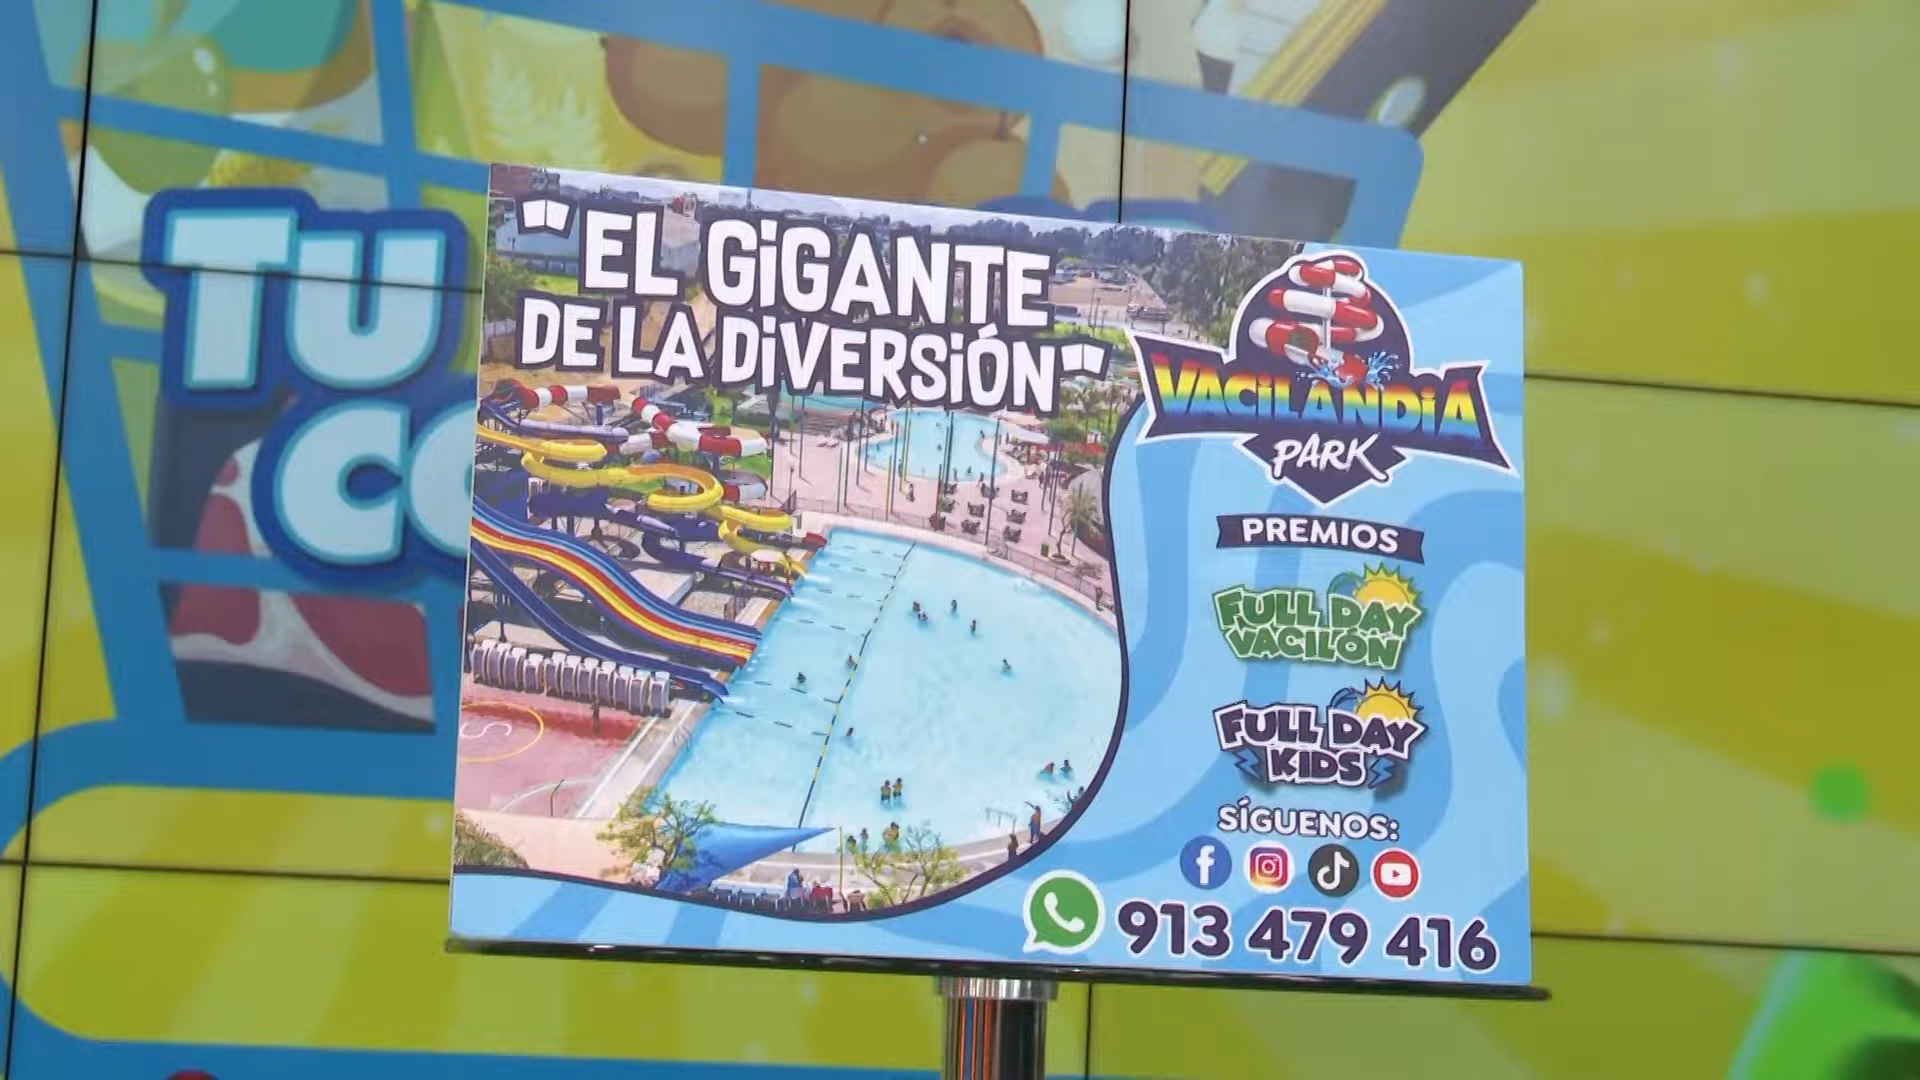 TU
CO
"EL GIGANTE
DE LA DIVERSIÓN"
VACILANDIA
PARK
PREMIOS
FULL DAY
VACILÓN
FULL DAY
KIDS
SÍGUENOS:
913 479 416